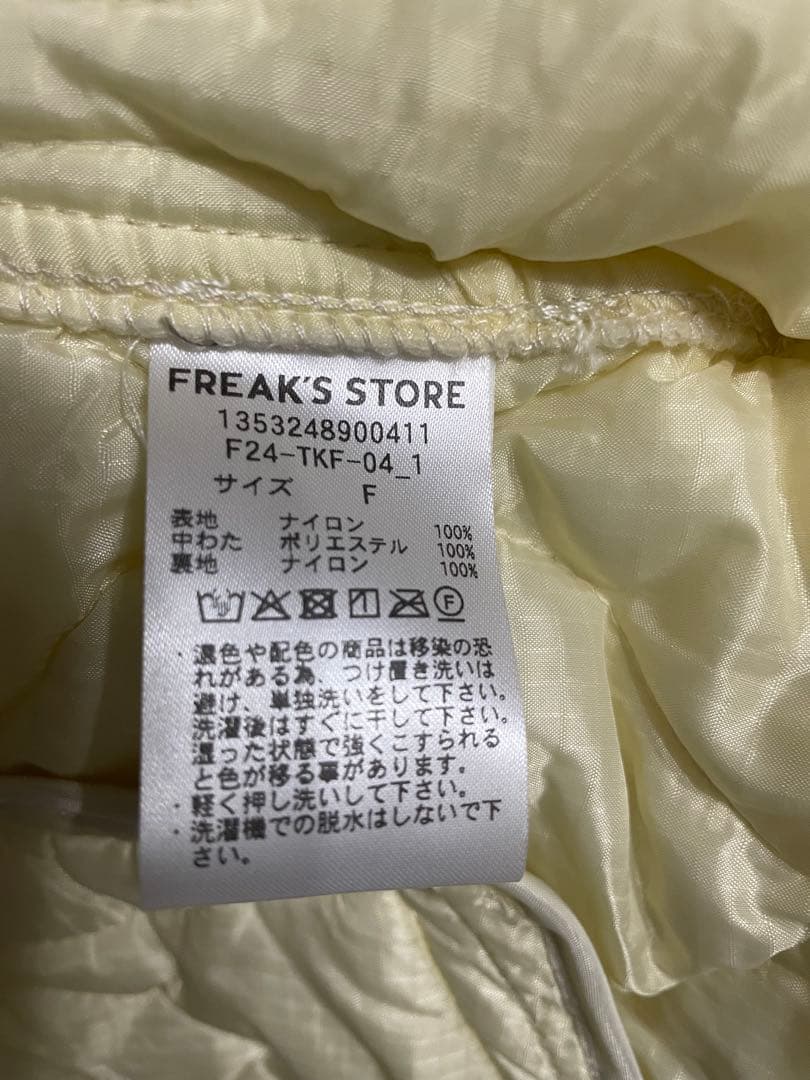 FREAK'S STORE
1353248900411
F24-TKF-04_1
サイズ F
表地 ナイロン 100%
中わた ポリエステル 100%
裏地 ナイロン 100%
F
・濃色や配色の商品は移染の恐
れがある為、つけ置き洗いは
避け、単独洗いをして下さい。
洗濯後はすぐに干して下さい。
湿った状態で強くこすられる
と色が移る事があります。
・軽く押し洗いして下さい。
・洗濯機での脱水はしないで下
さい。